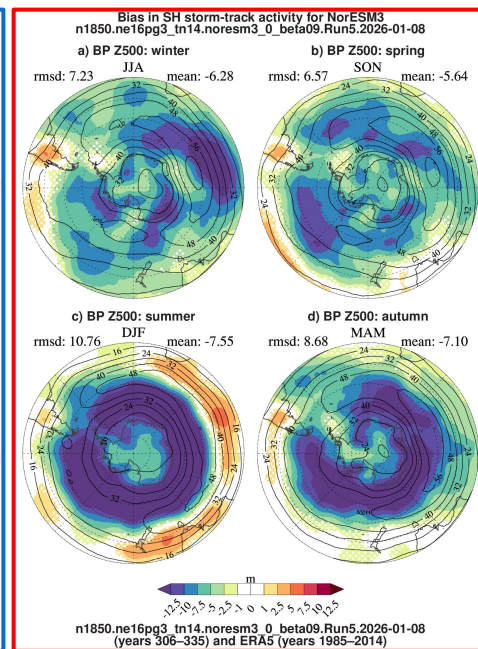 Bias in SH storm-track activity for NorESM3
n1850.ne16pg3_tn14.noresm3_0_beta09.Run5.2026-01-08
a) BP Z500: winter
JJA
rmsd: 7.23 mean: -6.28
b) BP Z500: spring
SON
rmsd: 6.57 mean: -5.64
c) BP Z500: summer
DJF
rmsd: 10.76 mean: -7.55
d) BP Z500: autumn
MAM
rmsd: 8.68 mean: -7.10
m
-12.5 -10 -7.5 -5 -2.5 -1 0 1 2.5 5 7.5 10 12.5
n1850.ne16pg3_tn14.noresm3_0_beta09.Run5.2026-01-08
(years 306–335) and ERA5 (years 1985–2014)